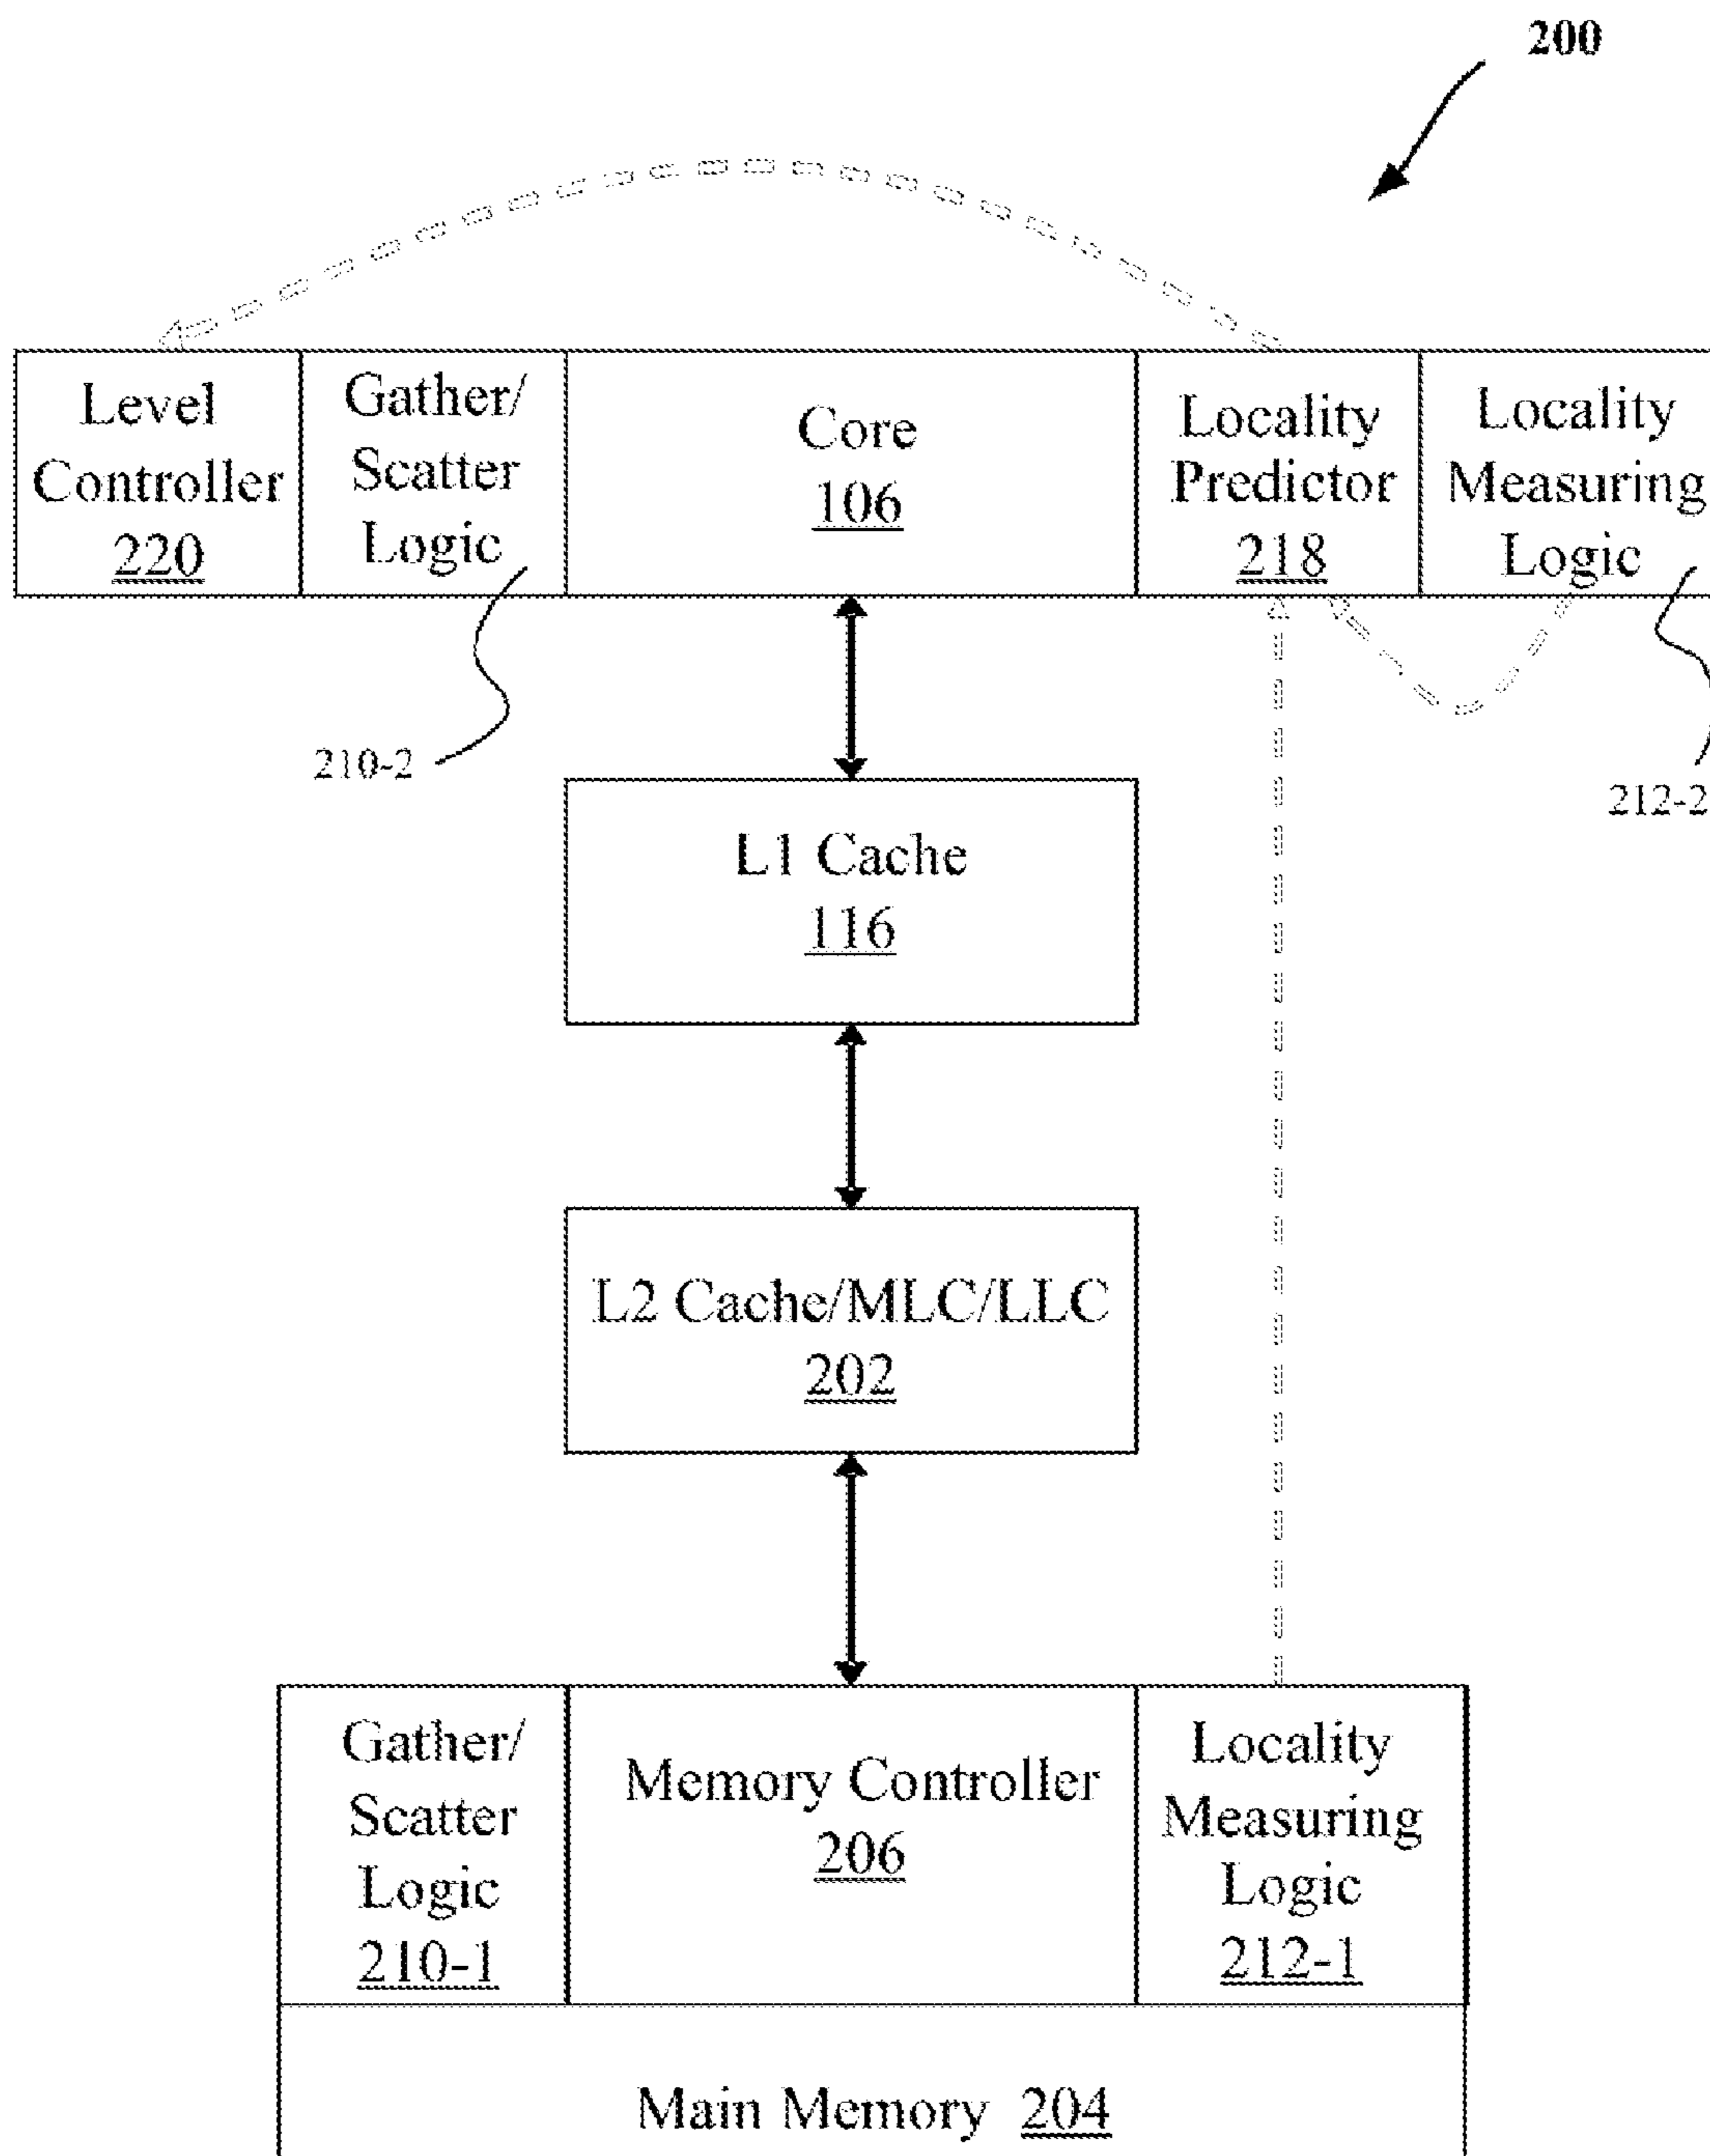 200
Level
Controller
220
Gather/
Scatter
Logic
Core
106
Locality
Predictor
218
Locality
Measuring
Logic
210-2
212-2
L1 Cache
116
L2 Cache/MLC/LLC
202
Gather/
Scatter
Logic
210-1
Memory Controller
206
Locality
Measuring
Logic
212-1
Main Memory 204